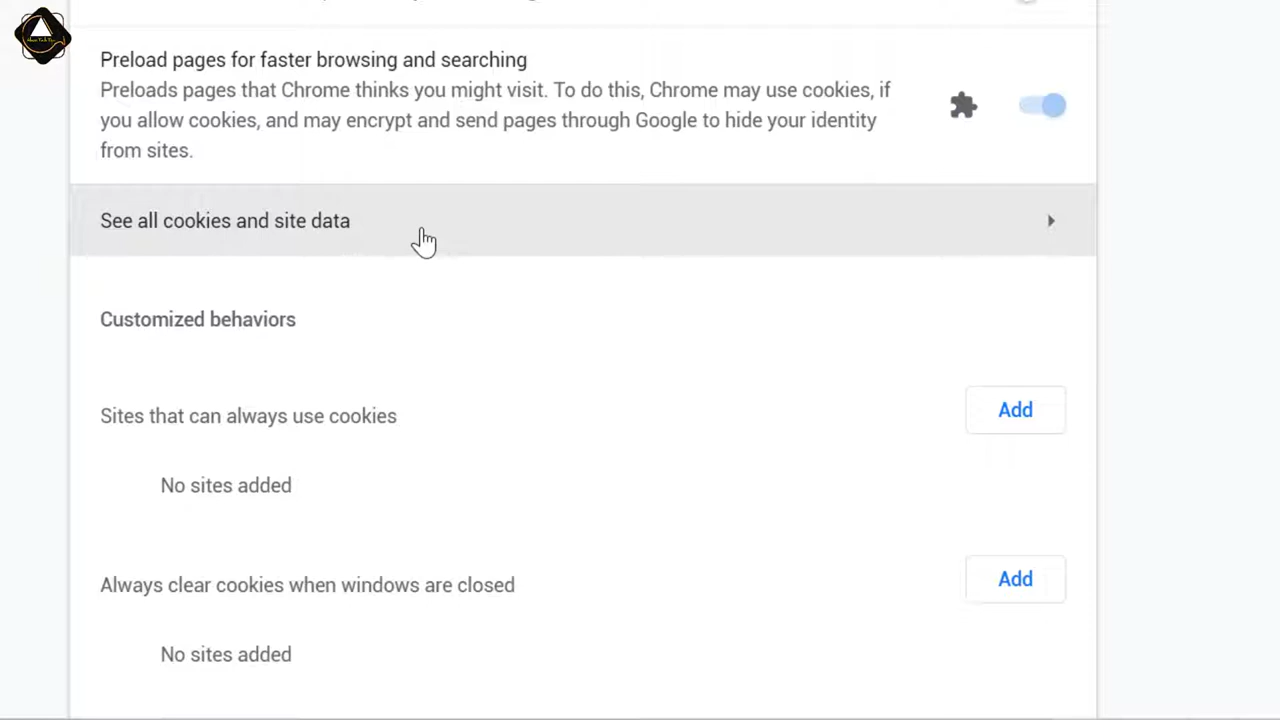 Preload pages for faster browsing and searching
Preloads pages that Chrome thinks you might visit. To do this, Chrome may use cookies, if
you allow cookies, and may encrypt and send pages through Google to hide your identity
from sites.
See all cookies and site data
Customized behaviors
Sites that can always use cookies
Add
No sites added
Always clear cookies when windows are closed
Add
No sites added